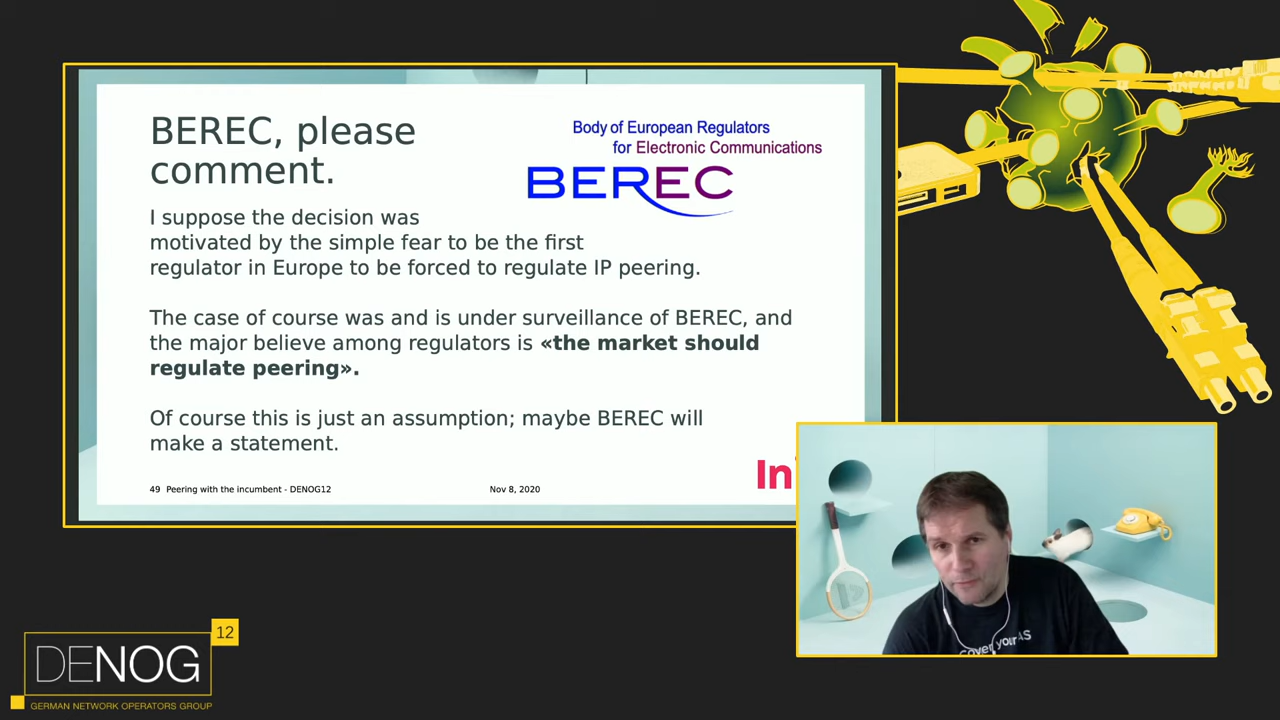 BEREC, please
comment.
Body of European Regulators
for Electronic Communications
BEREC
I suppose the decision was
motivated by the simple fear to be the first
regulator in Europe to be forced to regulate IP peering.
The case of course was and is under surveillance of BEREC, and
the major believe among regulators is «the market should
regulate peering».
Of course this is just an assumption; maybe BEREC will
make a statement.
49 Peering with the incumbent - DENOG12
Nov 8, 2020
In
Cover your AS
12
DENOG
GERMAN NETWORK OPERATORS GROUP